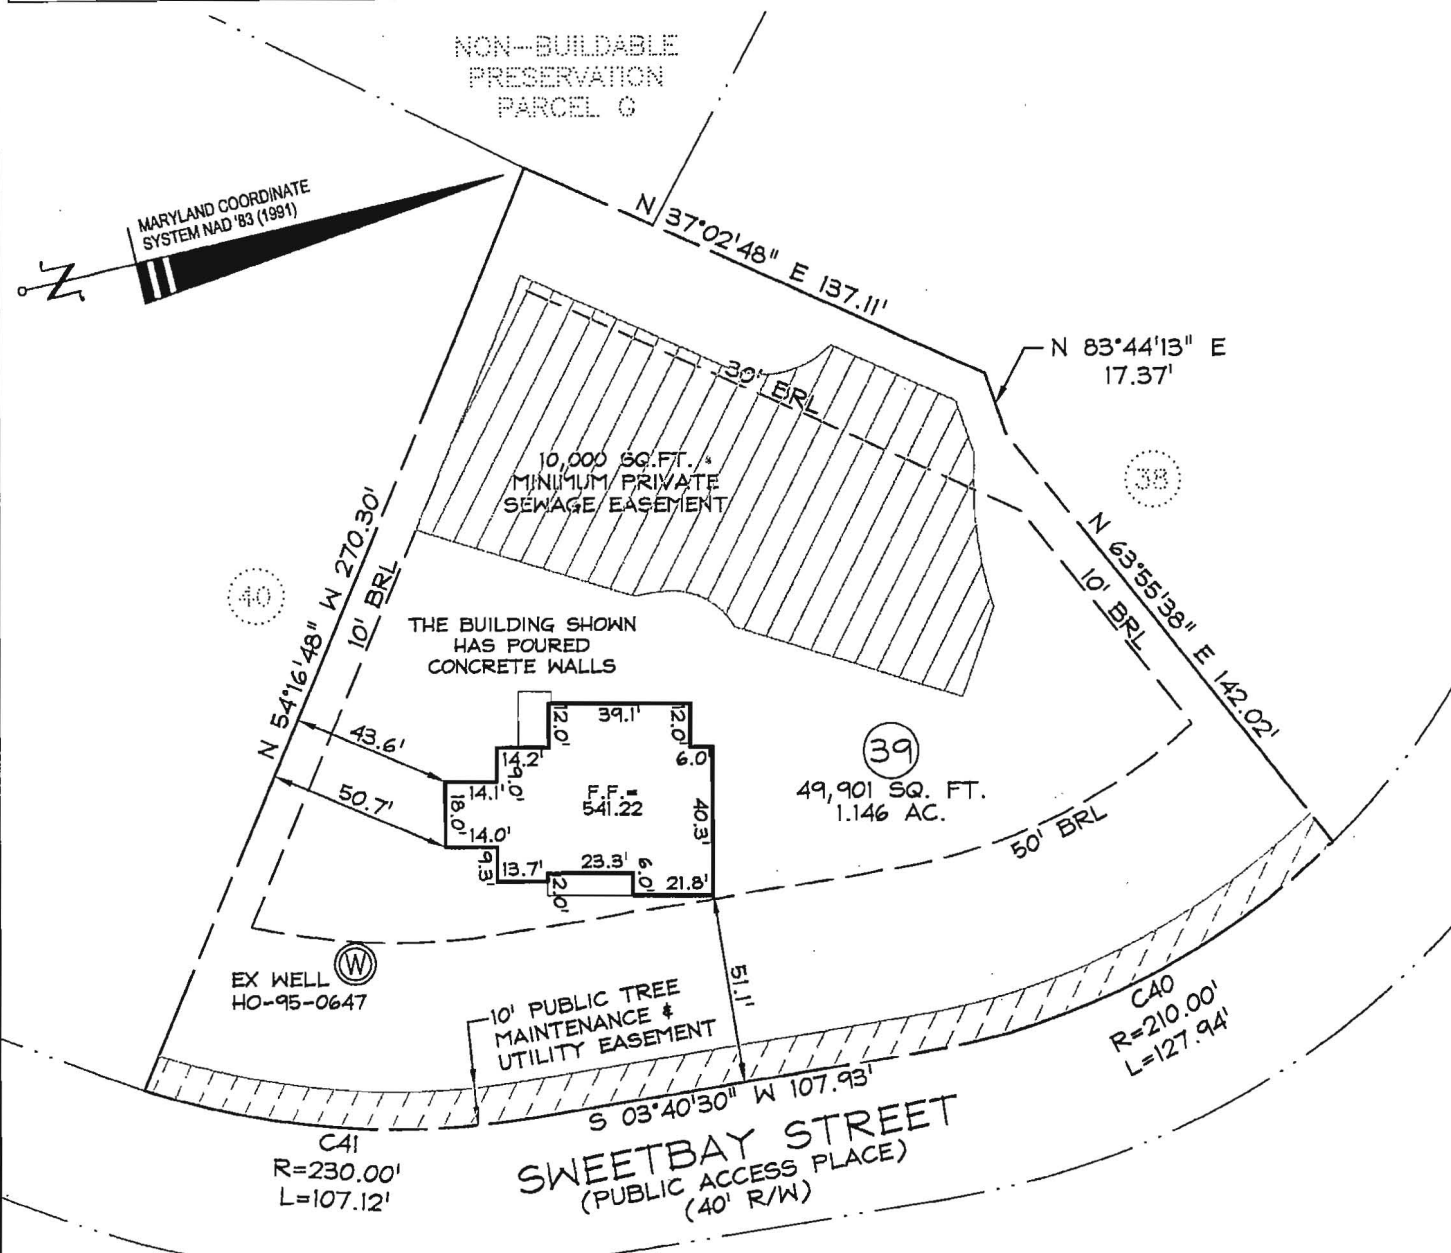 NON-BUILDABLE
PRESERVATION
PARCEL G
MARYLAND COORDINATE
SYSTEM NAD '83 (1991)
N
N 37°02'48" E 137.11'
N 83°44'13" E
17.37'
30' BRL
38
10,000 SQ.FT.
MINIMUM PRIVATE
SEWAGE EASEMENT
N 54°16'48" W 270.30'
10' BRL
40
N 63°55'38" E 142.02'
10' BRL
THE BUILDING SHOWN
HAS POURED
CONCRETE WALLS
43.6'
50.7'
12.0'
39.1'
12.0'
14.2'
6.0'
9.0'
14.1'
18.0'
F.F.=
541.22
40.3'
14.0'
9.3'
13.7'
23.3'
6.0'
21.8'
2.0'
39
49,901 SQ. FT.
1.146 AC.
50' BRL
W
EX WELL
HO-95-0647
51.1'
10' PUBLIC TREE
MAINTENANCE &
UTILITY EASEMENT
C40
R=210.00'
L=127.94'
S 03°40'30" W 107.93'
C41
R=230.00'
L=107.12'
SWEETBAY STREET
(PUBLIC ACCESS PLACE)
(40' R/W)